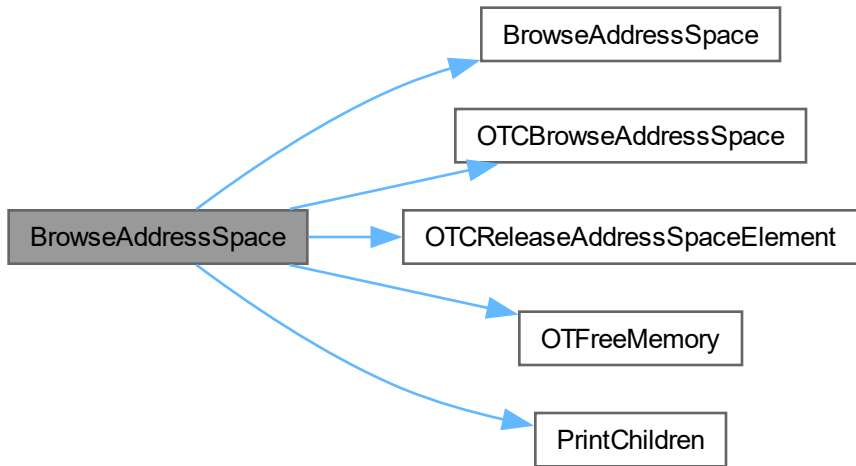 BrowseAddressSpace
OTCBrowseAddressSpace
BrowseAddressSpace
OTCReleaseAddressSpaceElement
OTFreeMemory
PrintChildren